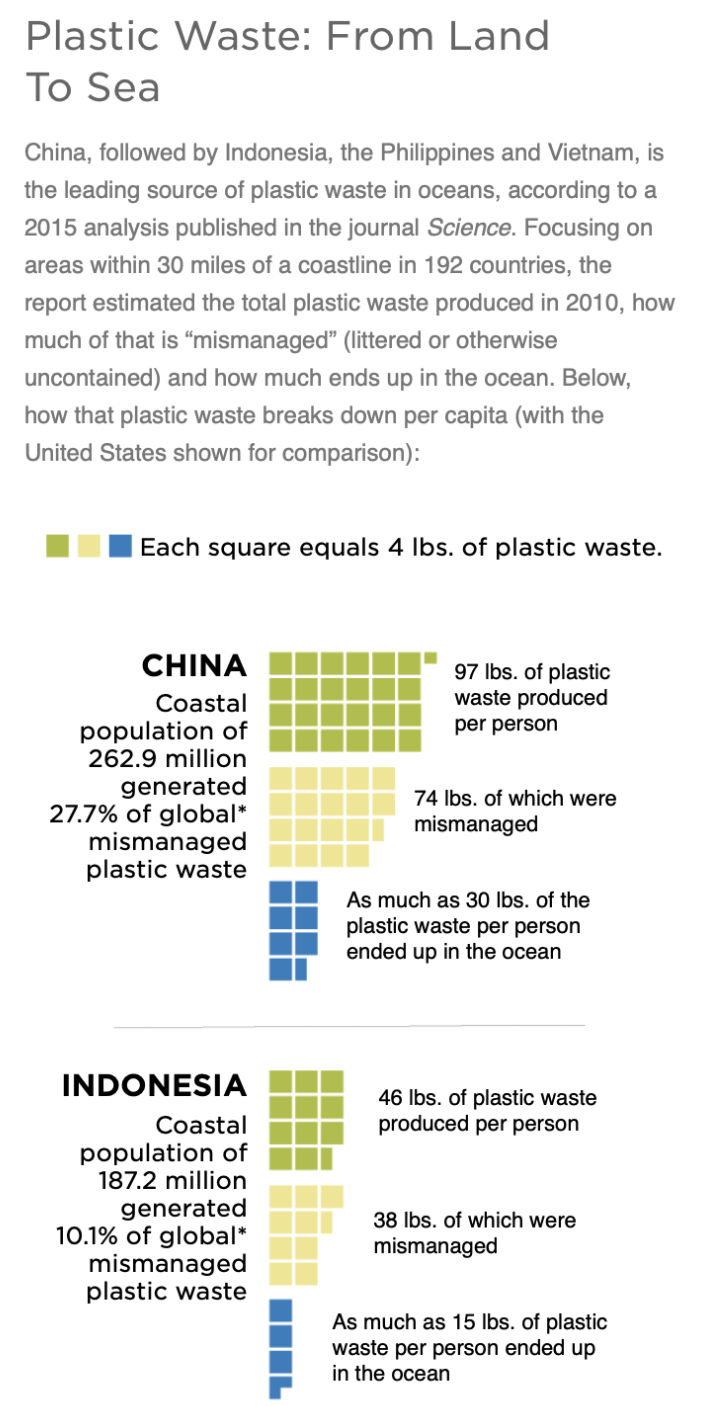 Plastic Waste: From Land
To Sea
China, followed by Indonesia, the Philippines and Vietnam, is
the leading source of plastic waste in oceans, according to a
2015 analysis published in the journal Science. Focusing on
areas within 30 miles of a coastline in 192 countries, the
report estimated the total plastic waste produced in 2010, how
much of that is “mismanaged” (littered or otherwise
uncontained) and how much ends up in the ocean. Below,
how that plastic waste breaks down per capita (with the
United States shown for comparison):
Each square equals 4 lbs. of plastic waste.
CHINA
Coastal
population of
262.9 million
generated
27.7% of global*
mismanaged
plastic waste
97 lbs. of plastic
waste produced
per person
74 lbs. of which were
mismanaged
As much as 30 lbs. of the
plastic waste per person
ended up in the ocean
INDONESIA
Coastal
population of
187.2 million
generated
10.1% of global*
mismanaged
plastic waste
46 lbs. of plastic waste
produced per person
38 lbs. of which were
mismanaged
As much as 15 lbs. of plastic
waste per person ended up
in the ocean